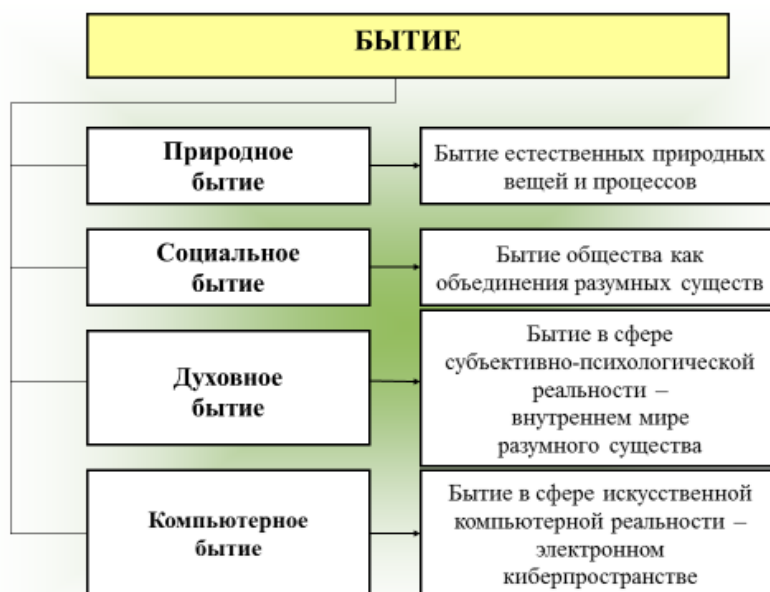 БЫТИЕ
Природное
бытие
Бытие естественных природных
вещей и процессов
Социальное
бытие
Бытие общества как
объединения разумных существ
Духовное
бытие
Бытие в сфере
субъективно-психологической
реальности –
внутреннем мире
разумного существа
Компьютерное
бытие
Бытие в сфере искусственной
компьютерной реальности –
электронном
киберпространстве